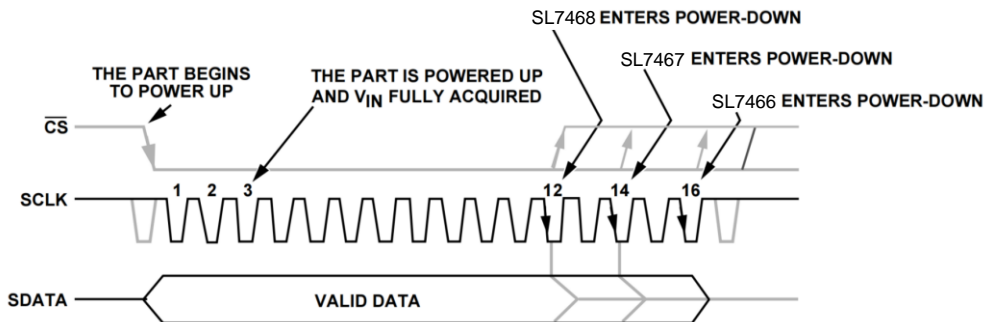 SL7468 ENTERS POWER-DOWN
SL7467 ENTERS POWER-DOWN
THE PART BEGINS
TO POWER UP
THE PART IS POWERED UP
AND VIN FULLY ACQUIRED
SL7466 ENTERS POWER-DOWN
CS
1 2 3 12 14 16
SCLK
SDATA VALID DATA